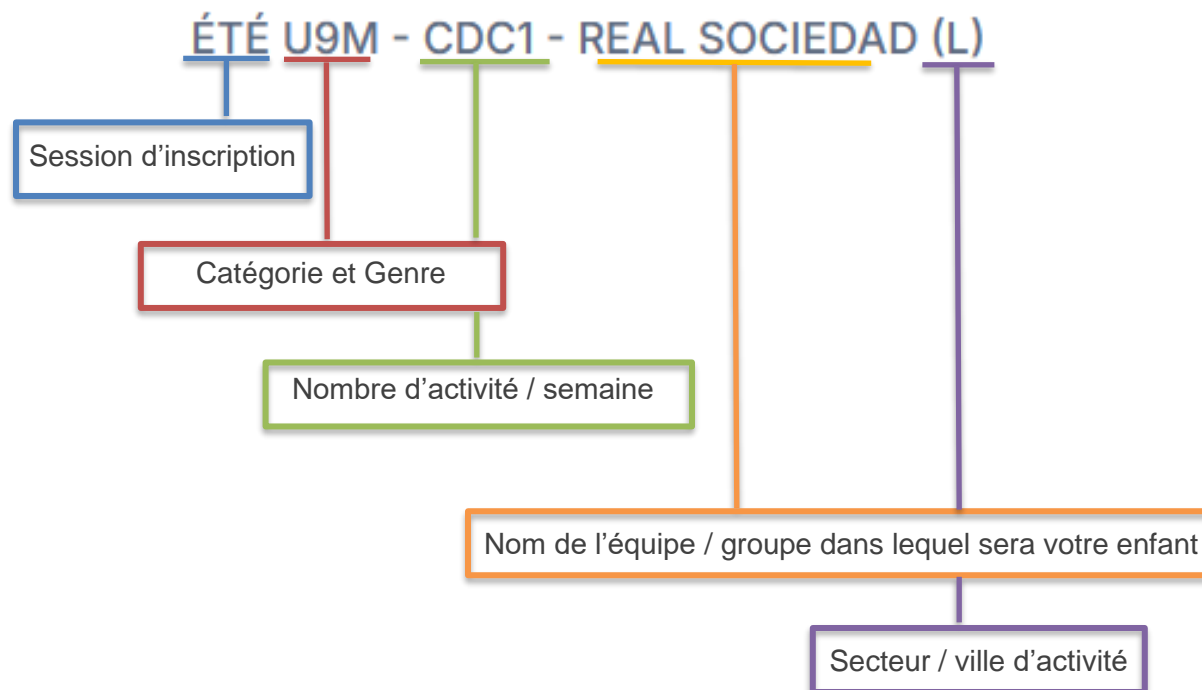 ÉTÉ U9M - CDC1 - REAL SOCIEDAD (L)
Session d’inscription
Catégorie et Genre
Nombre d’activité / semaine
Nom de l’équipe / groupe dans lequel sera votre enfant
Secteur / ville d’activité